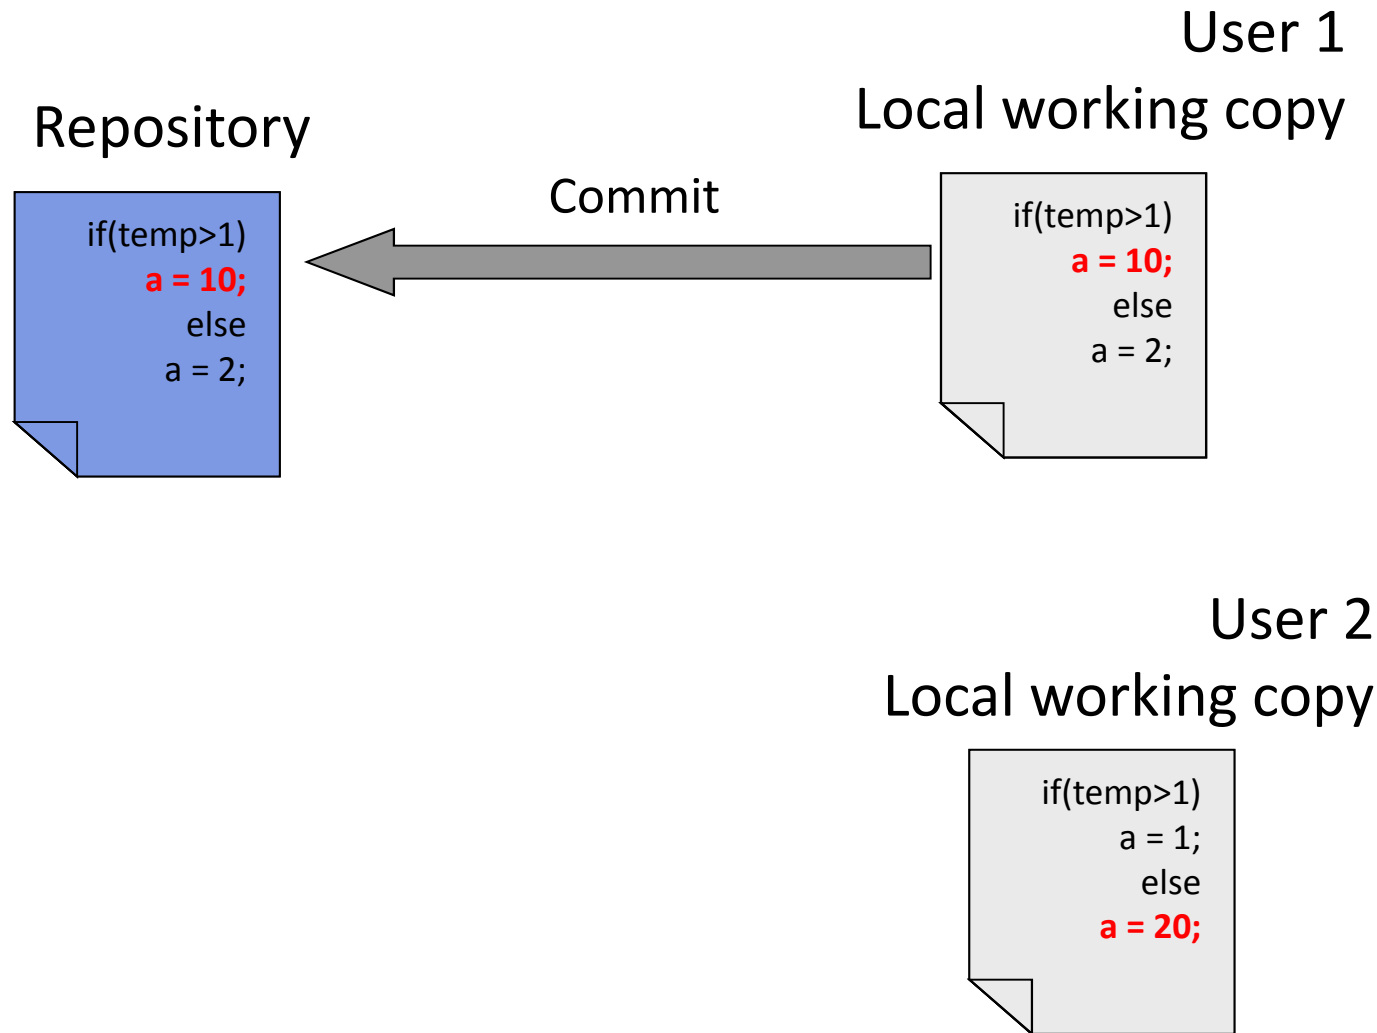 User 1
Local working copy
Repository
Commit
if(temp>1)
a = 10;
else
a = 2;
if(temp>1)
a = 10;
else
a = 2;
User 2
Local working copy
if(temp>1)
a = 1;
else
a = 20;